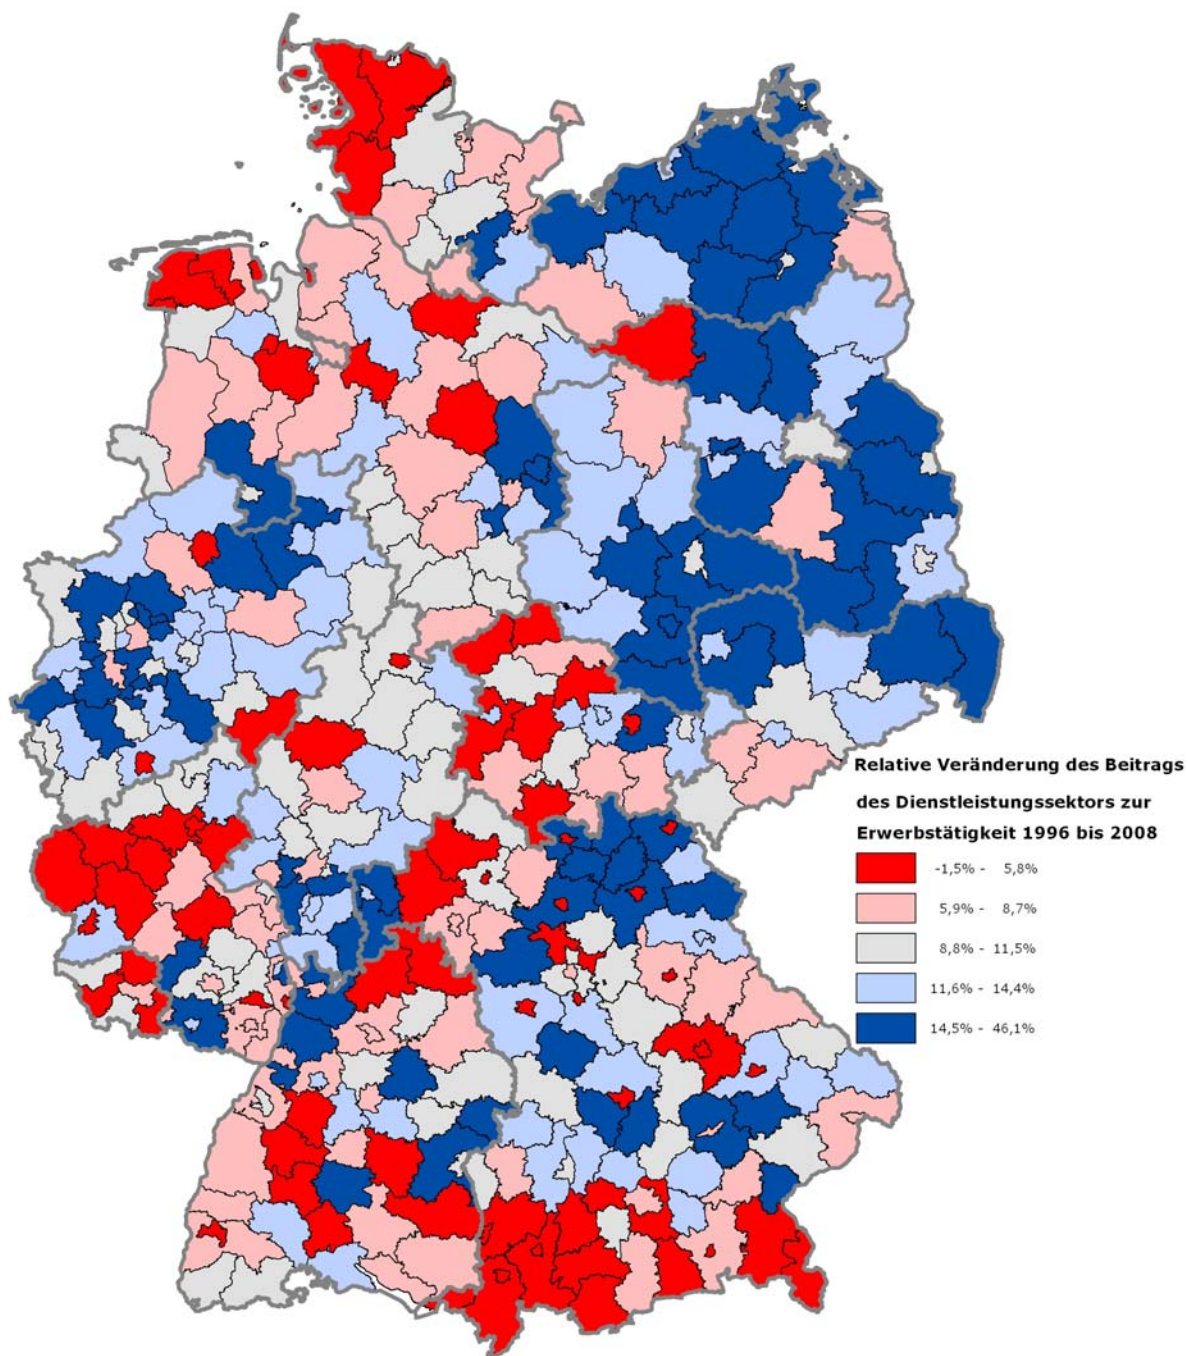 Relative Veränderung des Beitrags
des Dienstleistungssektors zur
Erwerbstätigkeit 1996 bis 2008
-1,5% - 5,8%
5,9% - 8,7%
8,8% - 11,5%
11,6% - 14,4%
14,5% - 46,1%